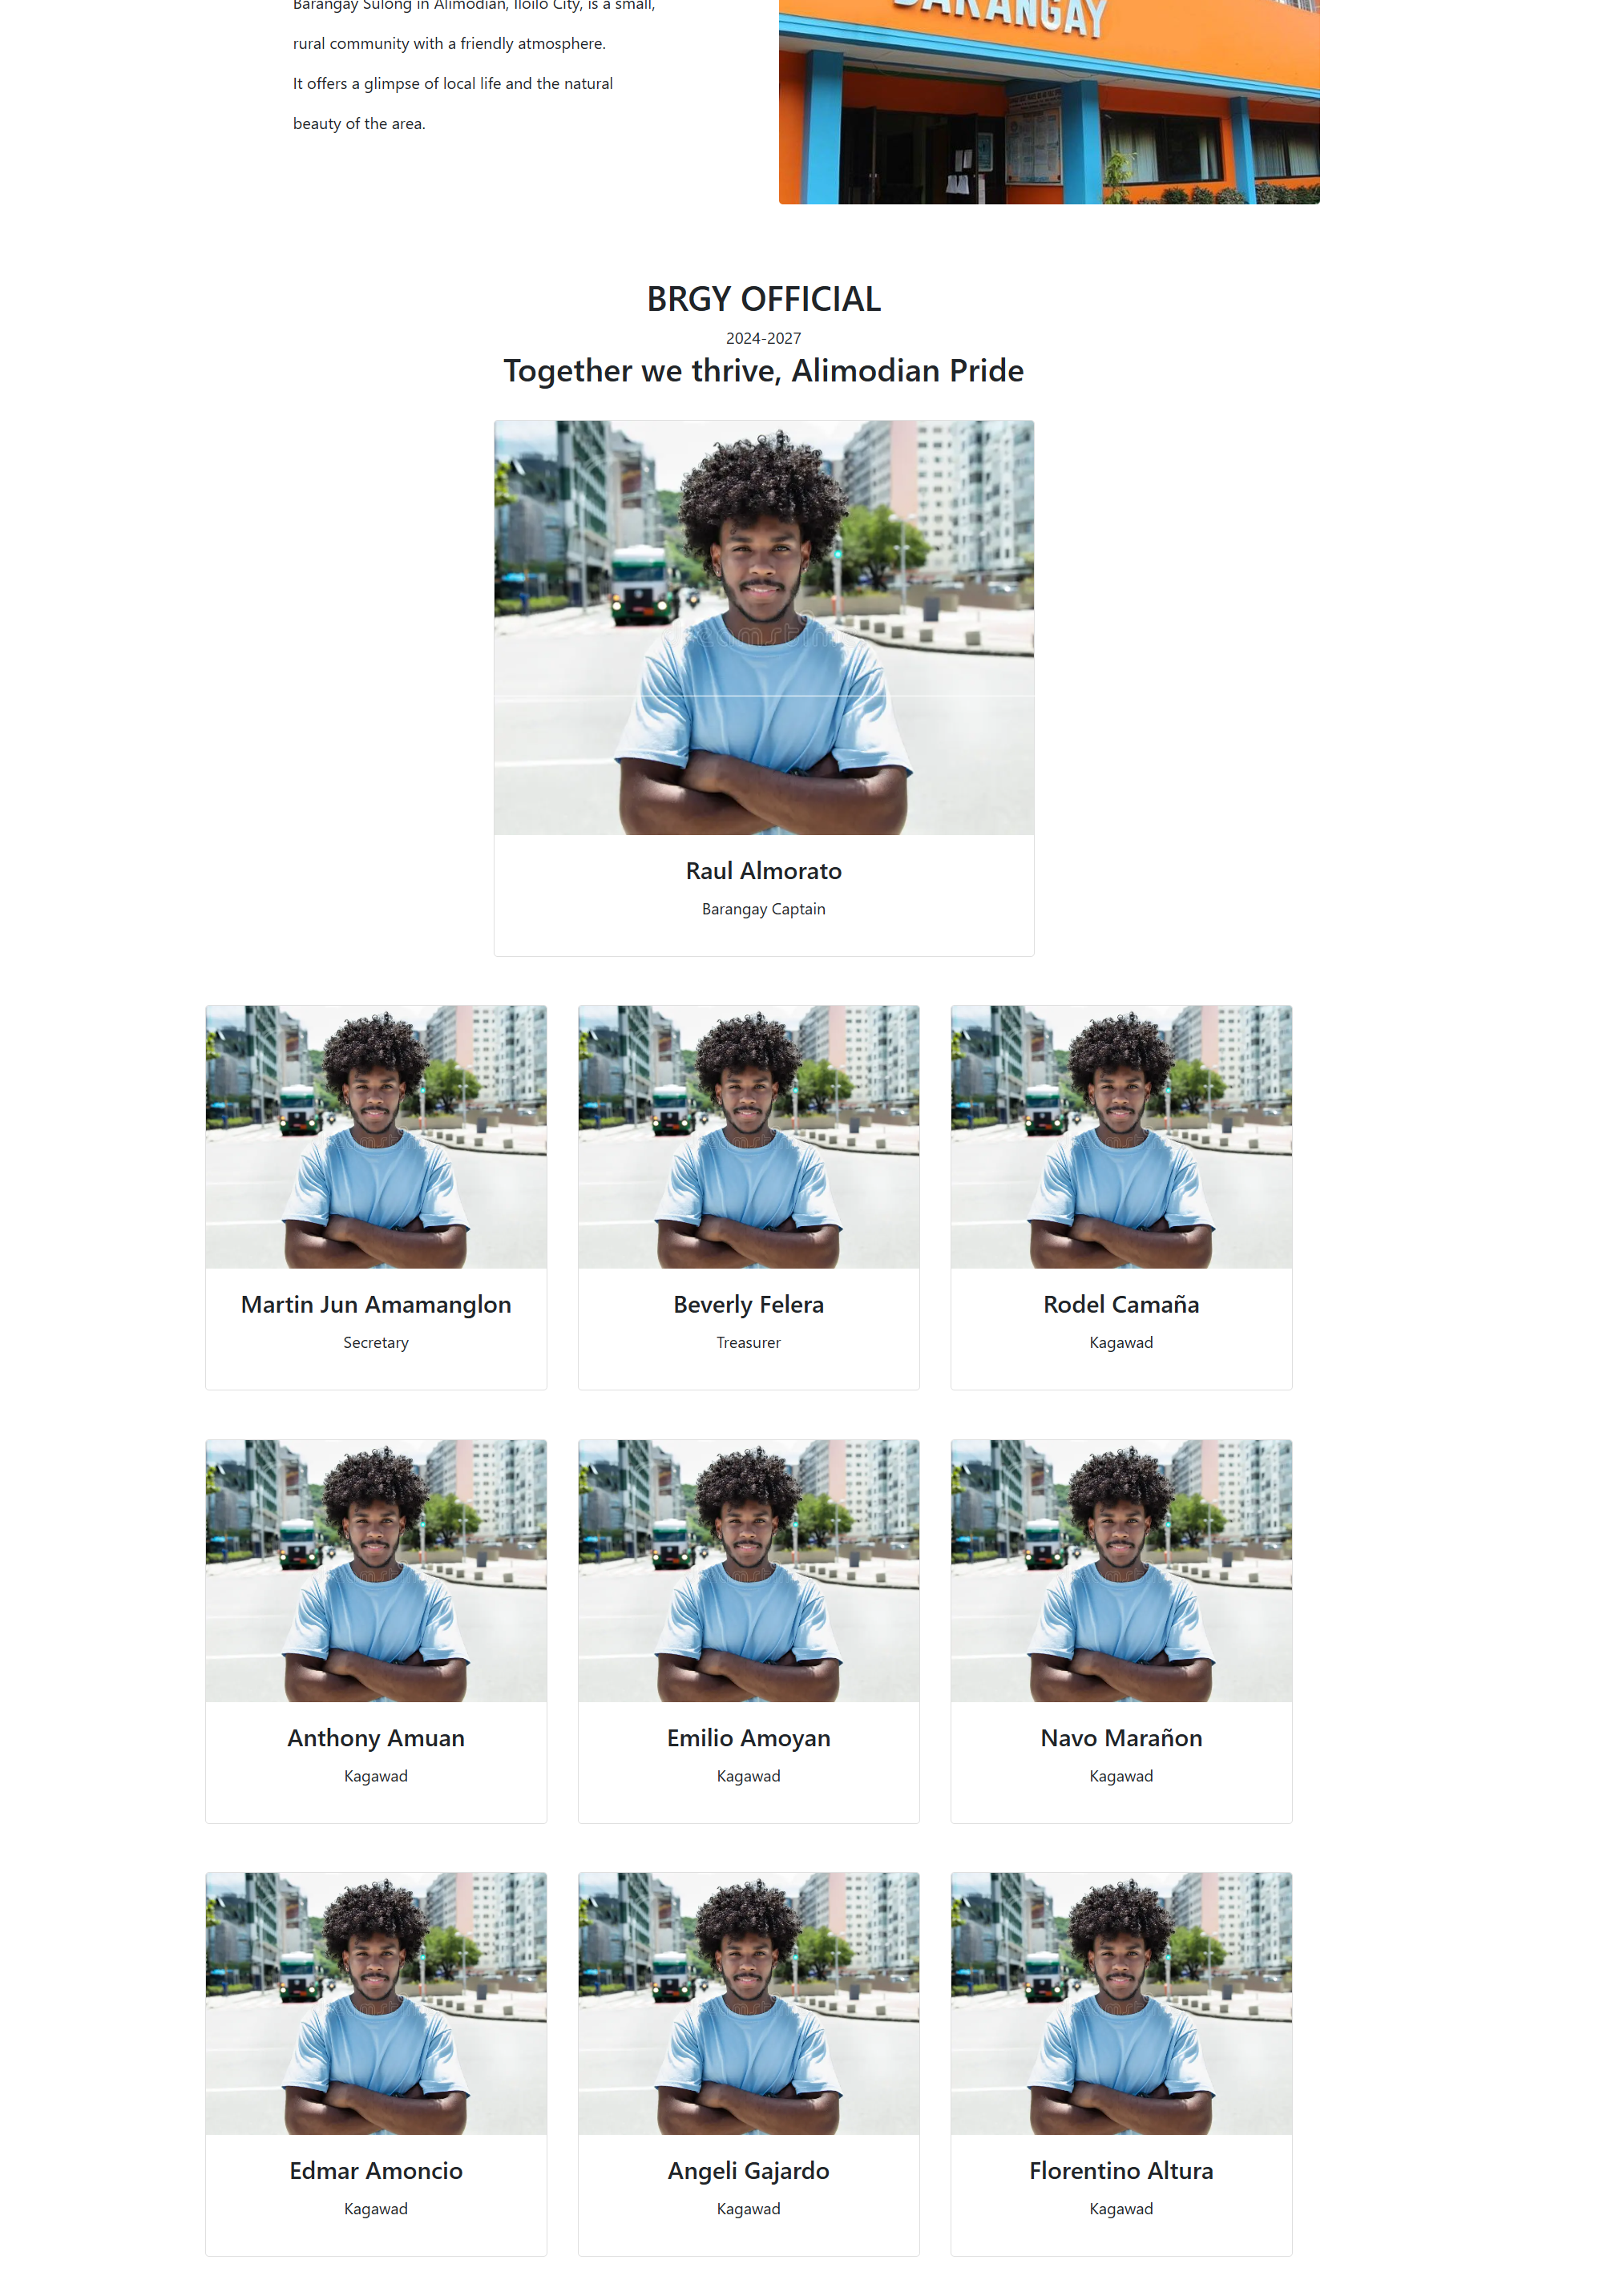 Barangay Sulong in Alimodian, Iloilo City, is a small,
rural community with a friendly atmosphere.
It offers a glimpse of local life and the natural
beauty of the area.
BARANGAY
BRGY OFFICIAL
2024-2027
Together we thrive, Alimodian Pride
Raul Almorato
Barangay Captain
Martin Jun Amamanglon
Secretary
Beverly Felera
Treasurer
Rodel Camaña
Kagawad
Anthony Amuan
Kagawad
Emilio Amoyan
Kagawad
Navo Marañon
Kagawad
Edmar Amoncio
Kagawad
Angeli Gajardo
Kagawad
Florentino Altura
Kagawad